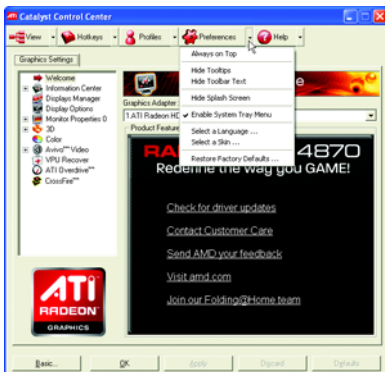 Catalyst Control Center
View Hotkeys Profiles Preferences Help
Graphics Settings
Always on Top
Hide Tooltips
Hide Toolbar Text
Hide Splash Screen
Enable System Tray Menu
Select a Language ...
Select a Skin ...
Restore Factory Defaults ...
Welcome
Information Center
Displays Manager
Display Options
Monitor Properties 0
3D
Color
Avivo™ Video
VPU Recover
ATI Overdrive™
CrossFire™
e
Graphics Adapter
1.ATI Radeon HD
Product Feature
RA 4870
Redefine the way you GAME!
Check for driver updates
Contact Customer Care
Send AMD your feedback
Visit amd.com
Join our Folding@Home team
ATI
RADEON
GRAPHICS
Basic... OK Apply Discard Defaults